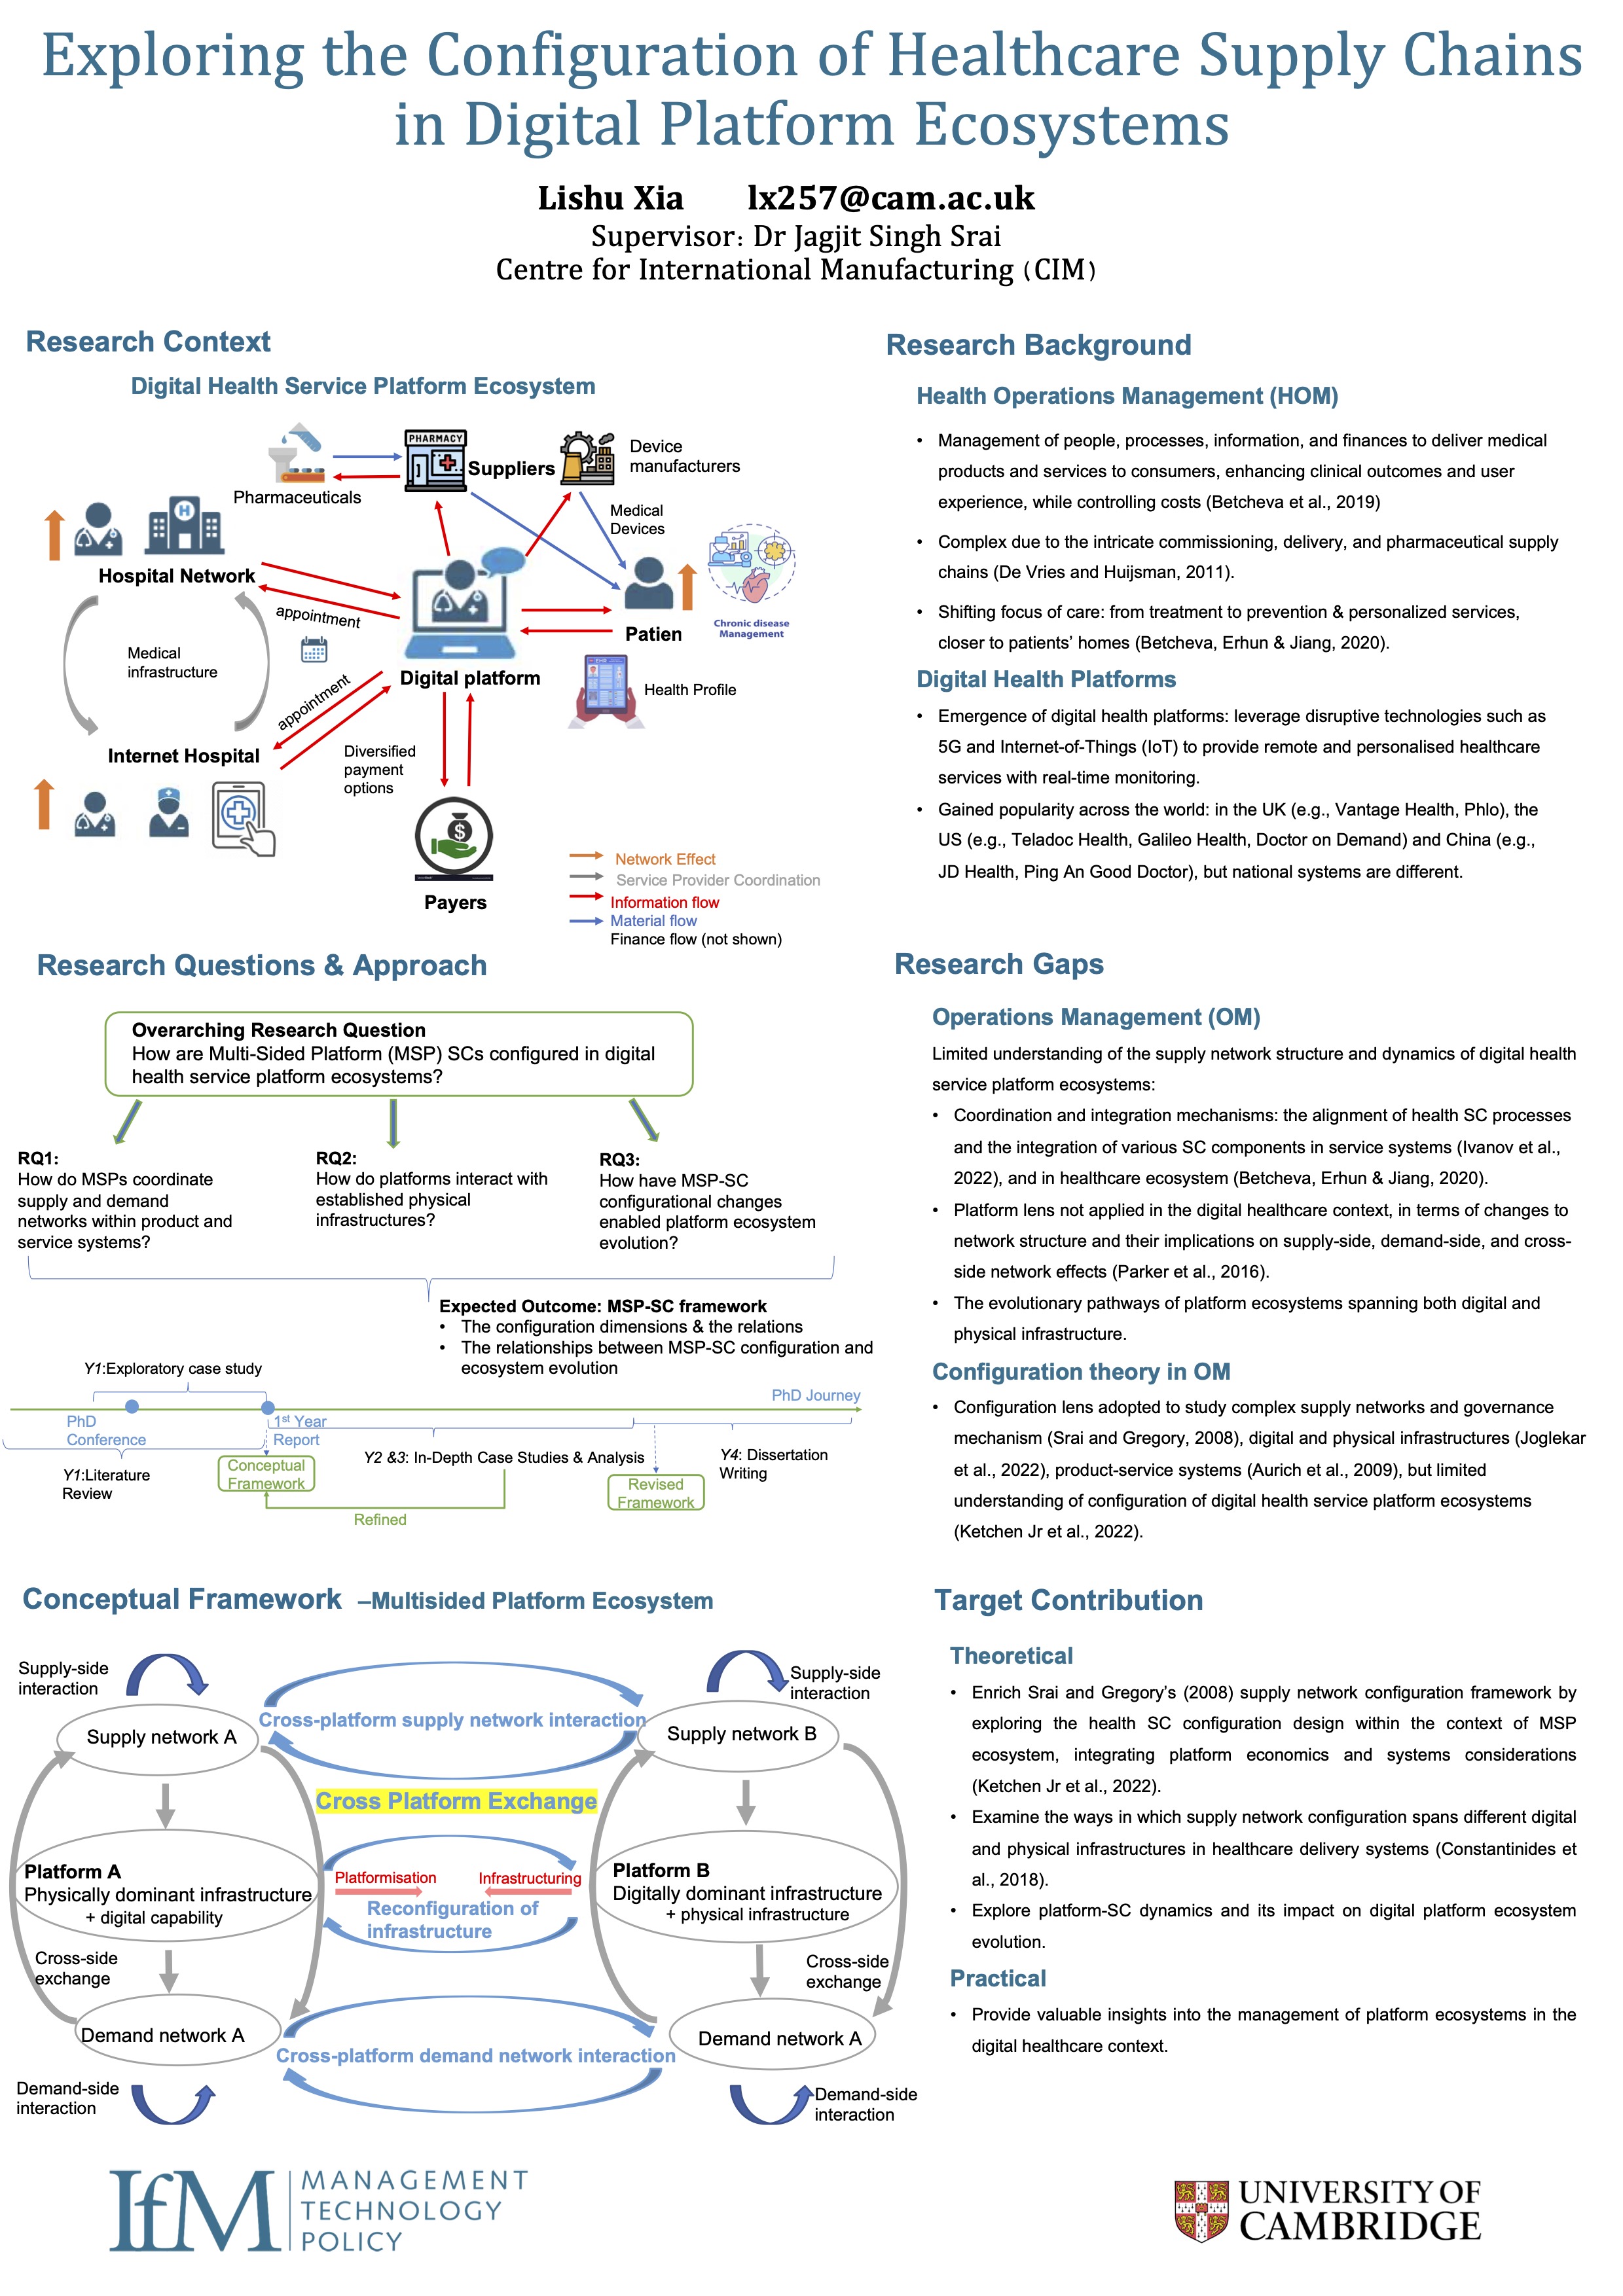 Exploring the Configuration of Healthcare Supply Chains
in Digital Platform Ecosystems
Lishu Xia lx257@cam.ac.uk
Supervisor: Dr Jagjit Singh Srai
Centre for International Manufacturing (CIM)
Research Context
Digital Health Service Platform Ecosystem
PHARMACY
Suppliers
Device
manufacturers
Pharmaceuticals
Medical
Devices
H
Hospital Network
appointment
Patien
Chronic disease
Management
Medical
infrastructure
Digital platform
Health Profile
appointment
Internet Hospital
Diversified
payment
options
$
Payers
Network Effect
Service Provider Coordination
Information flow
Material flow
Finance flow (not shown)
Research Background
Health Operations Management (HOM)
• Management of people, processes, information, and finances to deliver medical
products and services to consumers, enhancing clinical outcomes and user
experience, while controlling costs (Betcheva et al., 2019)
• Complex due to the intricate commissioning, delivery, and pharmaceutical supply
chains (De Vries and Huijsman, 2011).
• Shifting focus of care: from treatment to prevention & personalized services,
closer to patients’ homes (Betcheva, Erhun & Jiang, 2020).
Digital Health Platforms
• Emergence of digital health platforms: leverage disruptive technologies such as
5G and Internet-of-Things (IoT) to provide remote and personalised healthcare
services with real-time monitoring.
• Gained popularity across the world: in the UK (e.g., Vantage Health, Phlo), the
US (e.g., Teladoc Health, Galileo Health, Doctor on Demand) and China (e.g.,
JD Health, Ping An Good Doctor), but national systems are different.
Research Questions & Approach
Overarching Research Question
How are Multi-Sided Platform (MSP) SCs configured in digital
health service platform ecosystems?
RQ1:
How do MSPs coordinate
supply and demand
networks within product and
service systems?
RQ2:
How do platforms interact with
established physical
infrastructures?
RQ3:
How have MSP-SC
configurational changes
enabled platform ecosystem
evolution?
Expected Outcome: MSP-SC framework
• The configuration dimensions & the relations
• The relationships between MSP-SC configuration and
ecosystem evolution
Y1:Exploratory case study
PhD Journey
PhD
Conference
1st Year
Report
Y1:Literature
Review
Conceptual
Framework
Y2 &3: In-Depth Case Studies & Analysis
Revised
Framework
Y4: Dissertation
Writing
Refined
Research Gaps
Operations Management (OM)
Limited understanding of the supply network structure and dynamics of digital health
service platform ecosystems:
• Coordination and integration mechanisms: the alignment of health SC processes
and the integration of various SC components in service systems (Ivanov et al.,
2022), and in healthcare ecosystem (Betcheva, Erhun & Jiang, 2020).
• Platform lens not applied in the digital healthcare context, in terms of changes to
network structure and their implications on supply-side, demand-side, and cross-
side network effects (Parker et al., 2016).
• The evolutionary pathways of platform ecosystems spanning both digital and
physical infrastructure.
Configuration theory in OM
• Configuration lens adopted to study complex supply networks and governance
mechanism (Srai and Gregory, 2008), digital and physical infrastructures (Joglekar
et al., 2022), product-service systems (Aurich et al., 2009), but limited
understanding of configuration of digital health service platform ecosystems
(Ketchen Jr et al., 2022).
Conceptual Framework –Multisided Platform Ecosystem
Supply-side
interaction
Supply network A
Cross-platform supply network interaction
Supply-side
interaction
Supply network B
Cross Platform Exchange
Platform A
Physically dominant infrastructure
+ digital capability
Platformisation
Infrastructuring
Reconfiguration of
infrastructure
Platform B
Digitally dominant infrastructure
+ physical infrastructure
Cross-side
exchange
Cross-side
exchange
Demand network A
Cross-platform demand network interaction
Demand network A
Demand-side
interaction
Demand-side
interaction
Target Contribution
Theoretical
• Enrich Srai and Gregory’s (2008) supply network configuration framework by
exploring the health SC configuration design within the context of MSP
ecosystem, integrating platform economics and systems considerations
(Ketchen Jr et al., 2022).
• Examine the ways in which supply network configuration spans different digital
and physical infrastructures in healthcare delivery systems (Constantinides et
al., 2018).
• Explore platform-SC dynamics and its impact on digital platform ecosystem
evolution.
Practical
• Provide valuable insights into the management of platform ecosystems in the
digital healthcare context.
IfM
MANAGEMENT
TECHNOLOGY
POLICY
UNIVERSITY OF
CAMBRIDGE